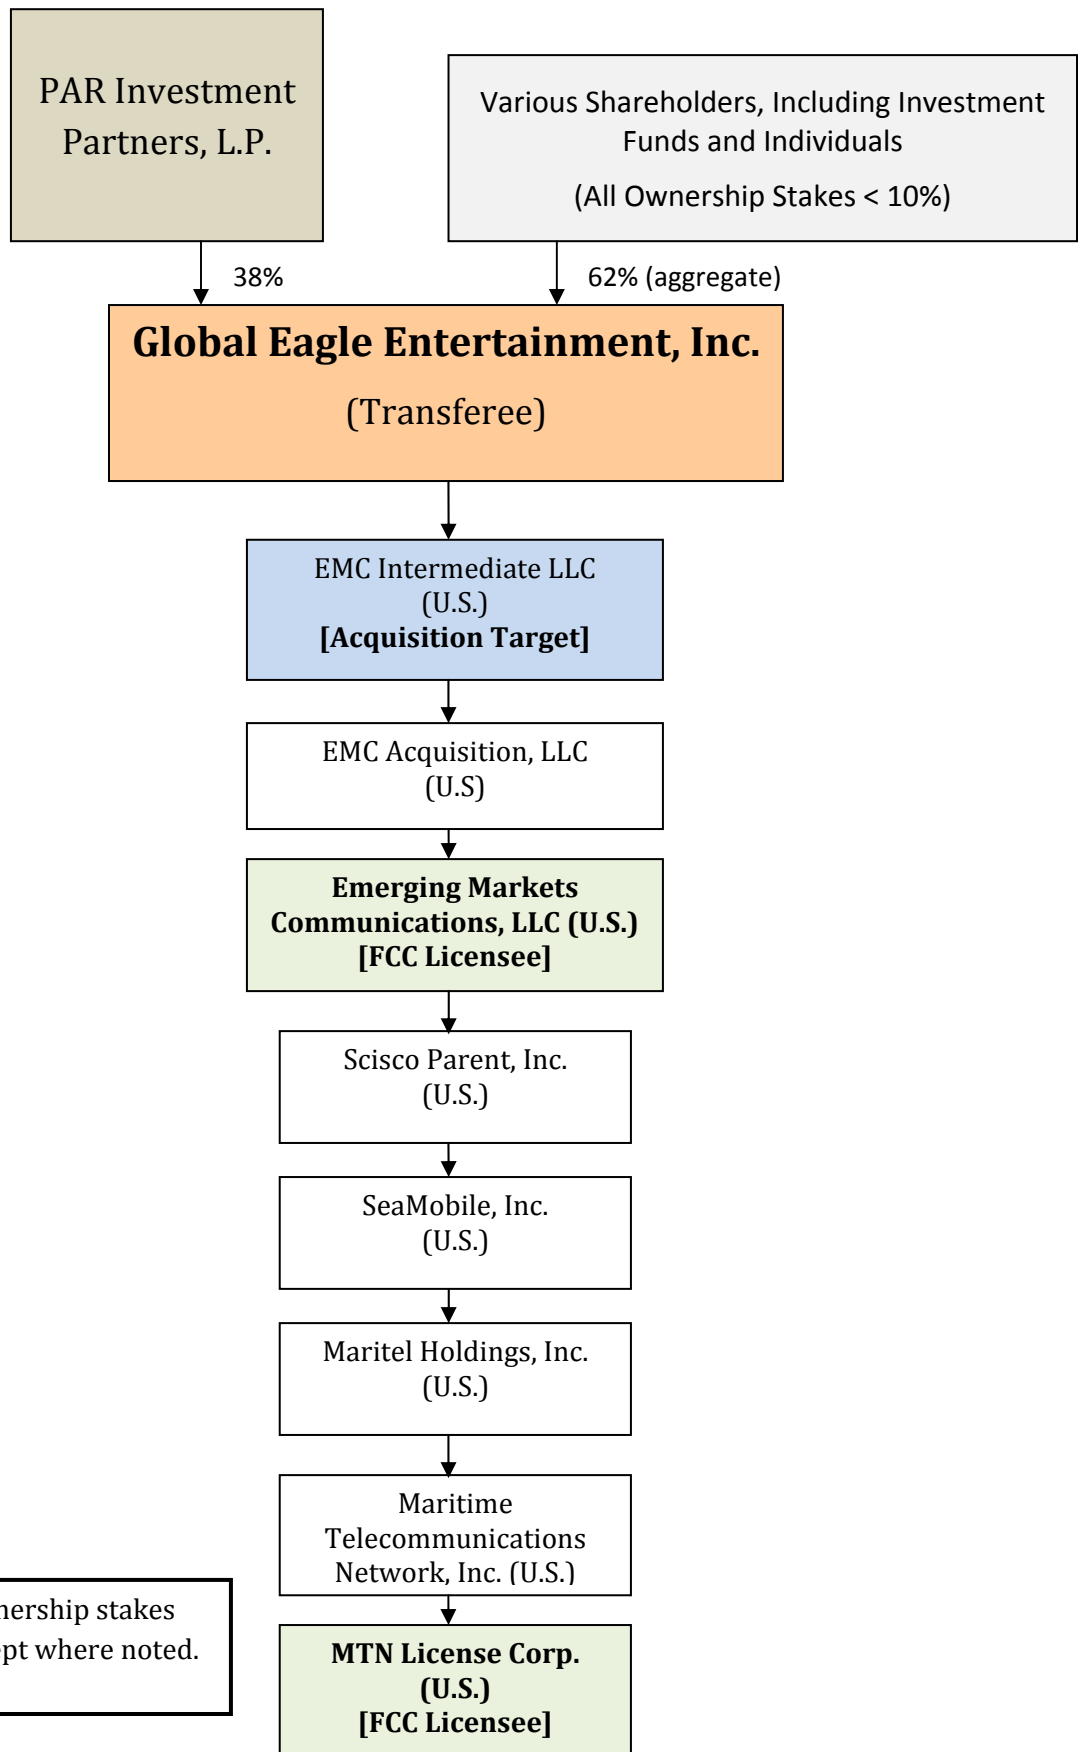 PAR Investment
Partners, L.P.
Various Shareholders, Including Investment
Funds and Individuals
(All Ownership Stakes < 10%)
38%
62% (aggregate)
Global Eagle Entertainment, Inc.
(Transferee)
EMC Intermediate LLC
(U.S.)
[Acquisition Target]
EMC Acquisition, LLC
(U.S)
Emerging Markets
Communications, LLC (U.S.)
[FCC Licensee]
Scisco Parent, Inc.
(U.S.)
SeaMobile, Inc.
(U.S.)
Maritel Holdings, Inc.
(U.S.)
Maritime
Telecommunications
Network, Inc. (U.S.)
stakes
where noted.
MTN License Corp.
(U.S.)
[FCC Licensee]